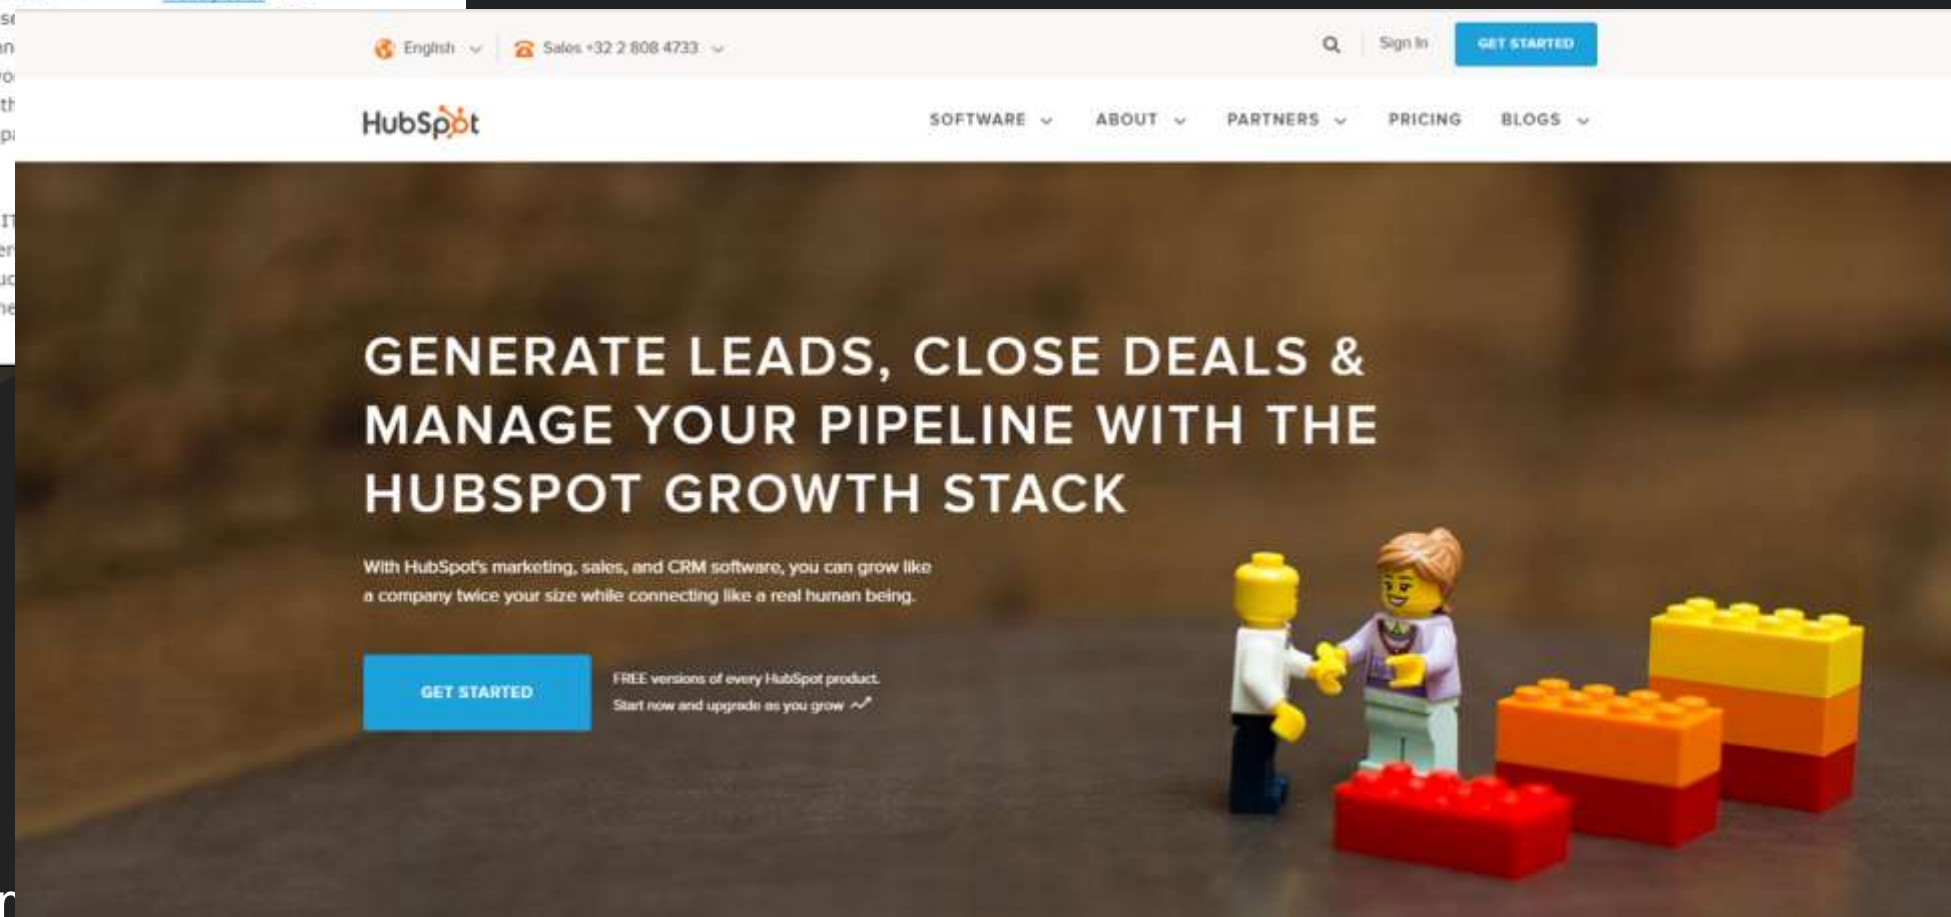 English
Sales +32 2 808 4733
Sign In
GET STARTED
HubSpot
SOFTWARE
ABOUT
PARTNERS
PRICING
BLOGS
GENERATE LEADS, CLOSE DEALS &
MANAGE YOUR PIPELINE WITH THE
HUBSPOT GROWTH STACK
With HubSpot's marketing, sales, and CRM software, you can grow like
a company twice your size while connecting like a real human being.
GET STARTED
FREE versions of every HubSpot product.
Start now and upgrade as you grow